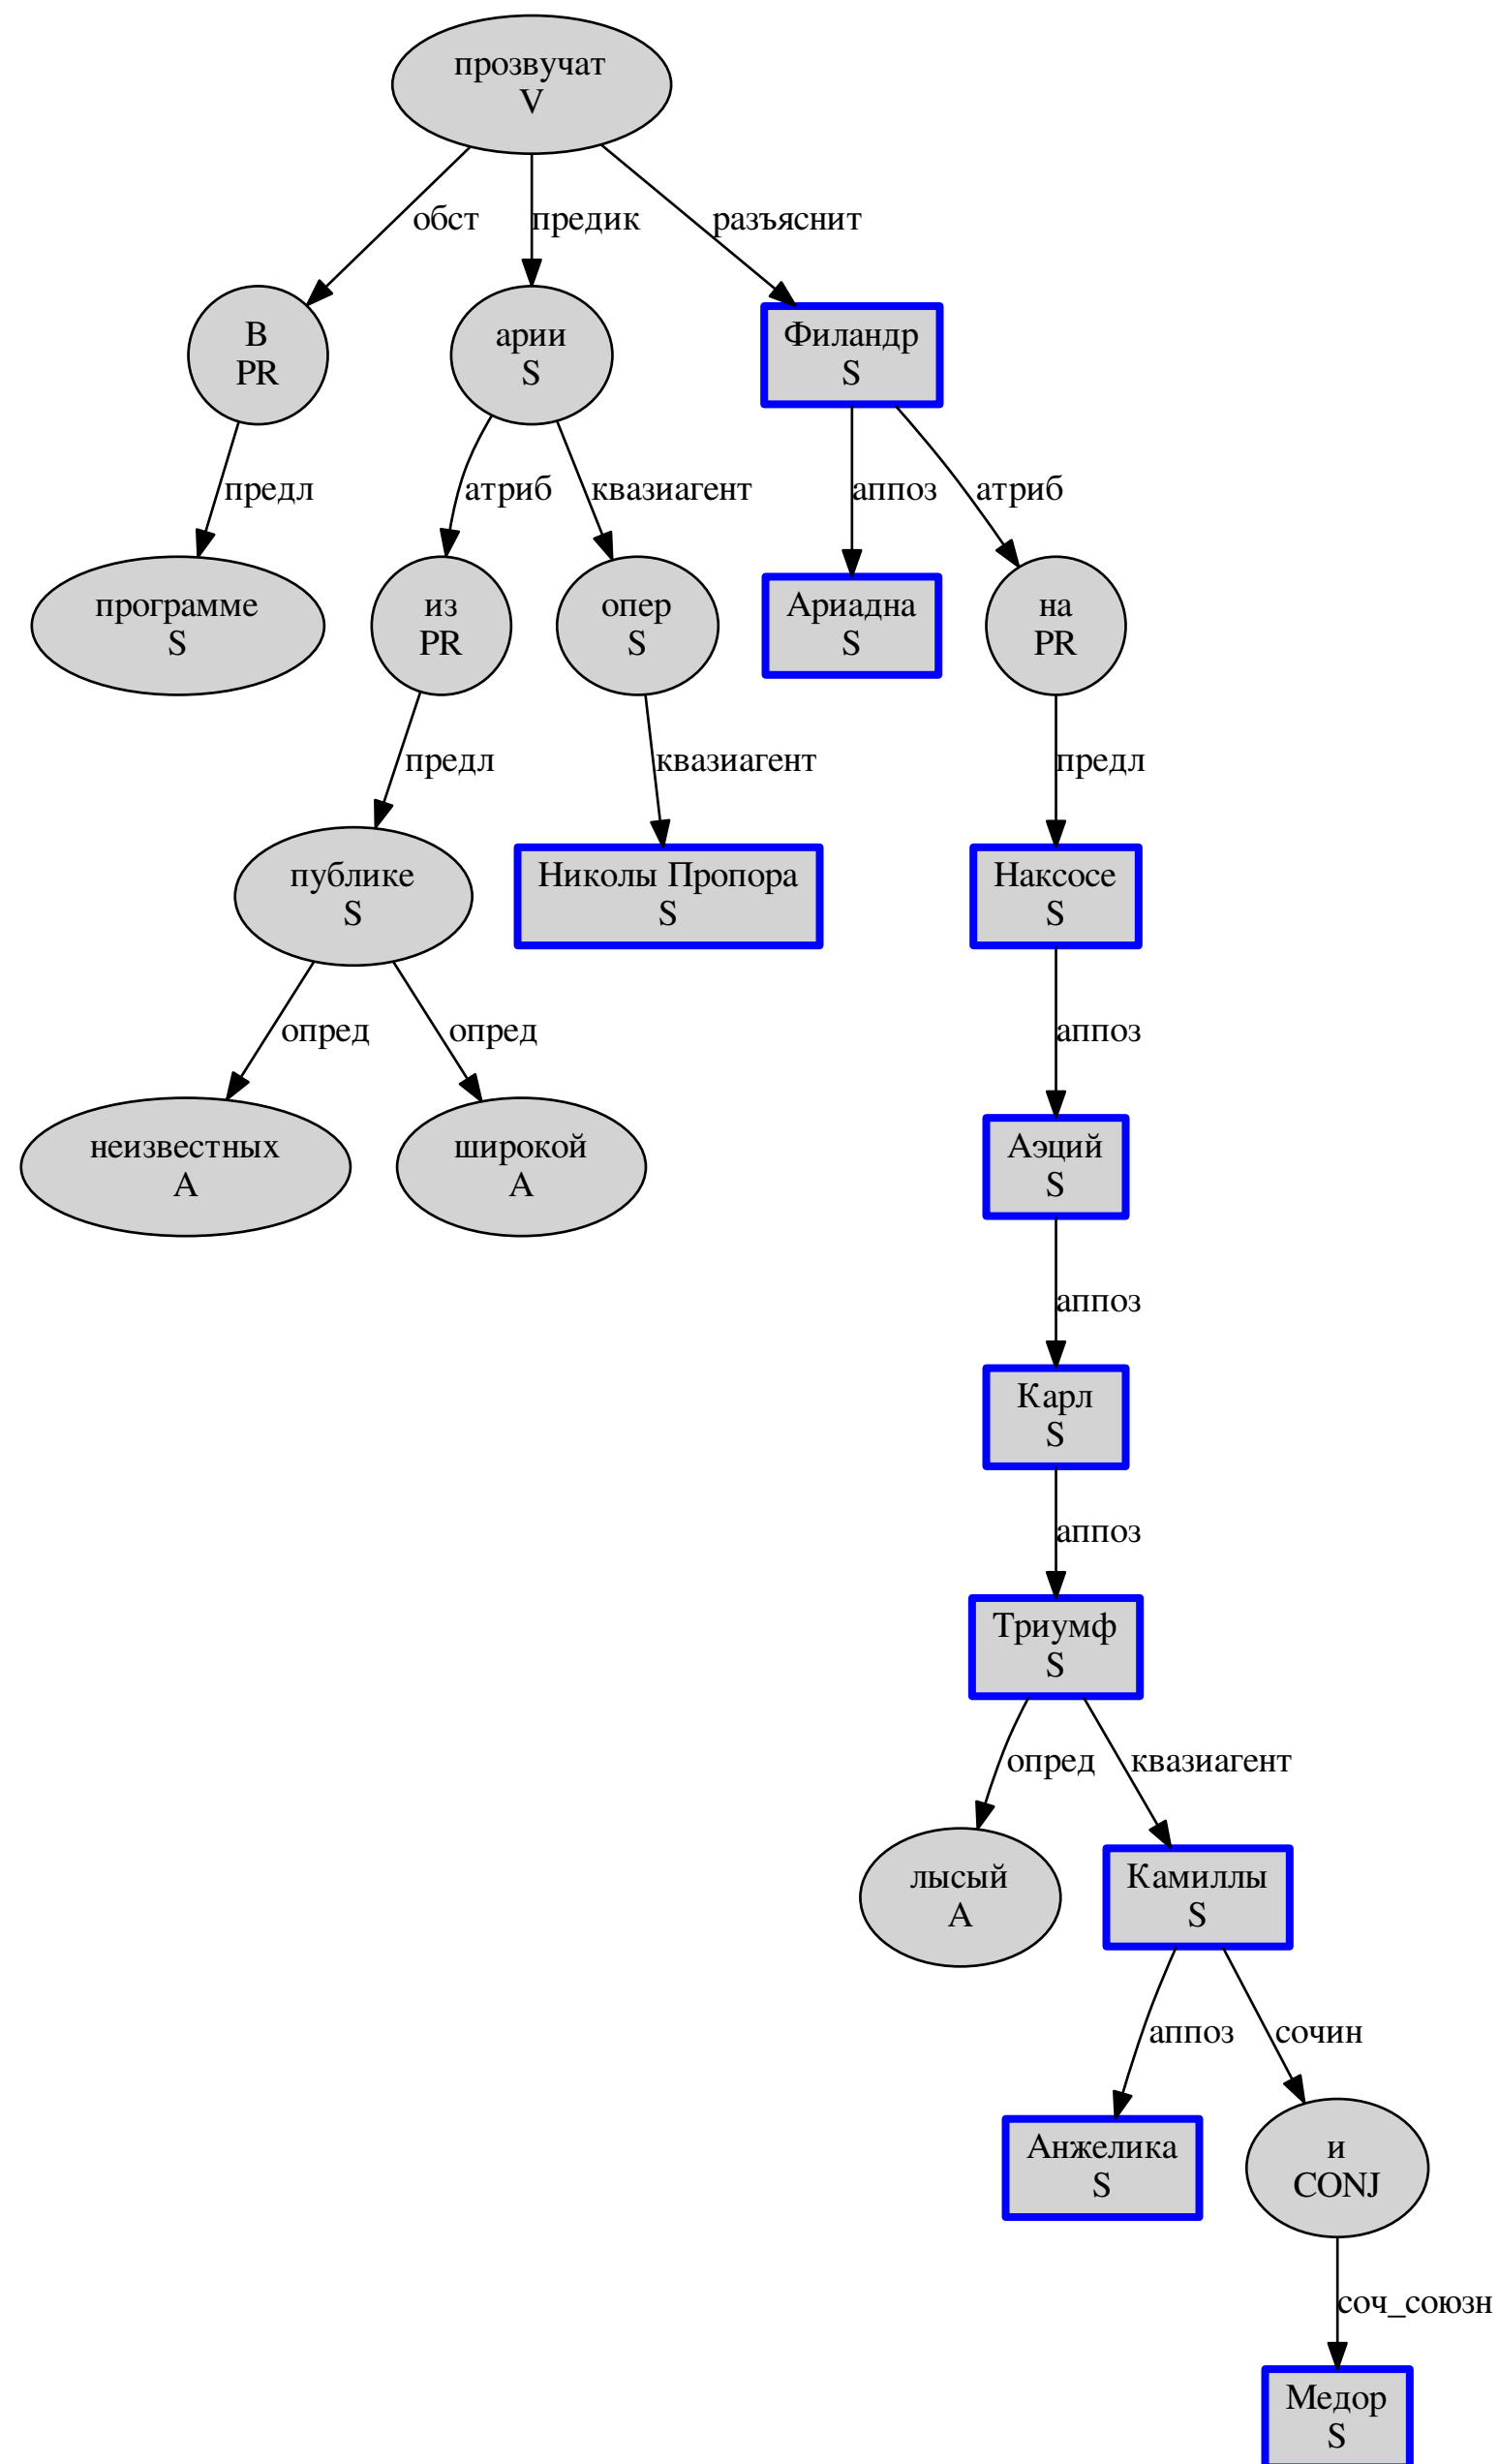 прозвучат
V
обст
предик
разъяснит
В
PR
арии
S
Филандр
S
предл
атриб
квазиагент
аппоз
атриб
программе
S
из
PR
опер
S
Ариадна
S
на
PR
предл
квазиагент
предл
публике
S
Николы Пропора
S
Наксосе
S
опред
опред
аппоз
неизвестных
A
широкой
A
Аэций
S
аппоз
Карл
S
аппоз
Триумф
S
опред
квазиагент
лысый
A
Камиллы
S
аппоз
сочин
Анжелика
S
и
CONJ
соч_союзн
Медор
S